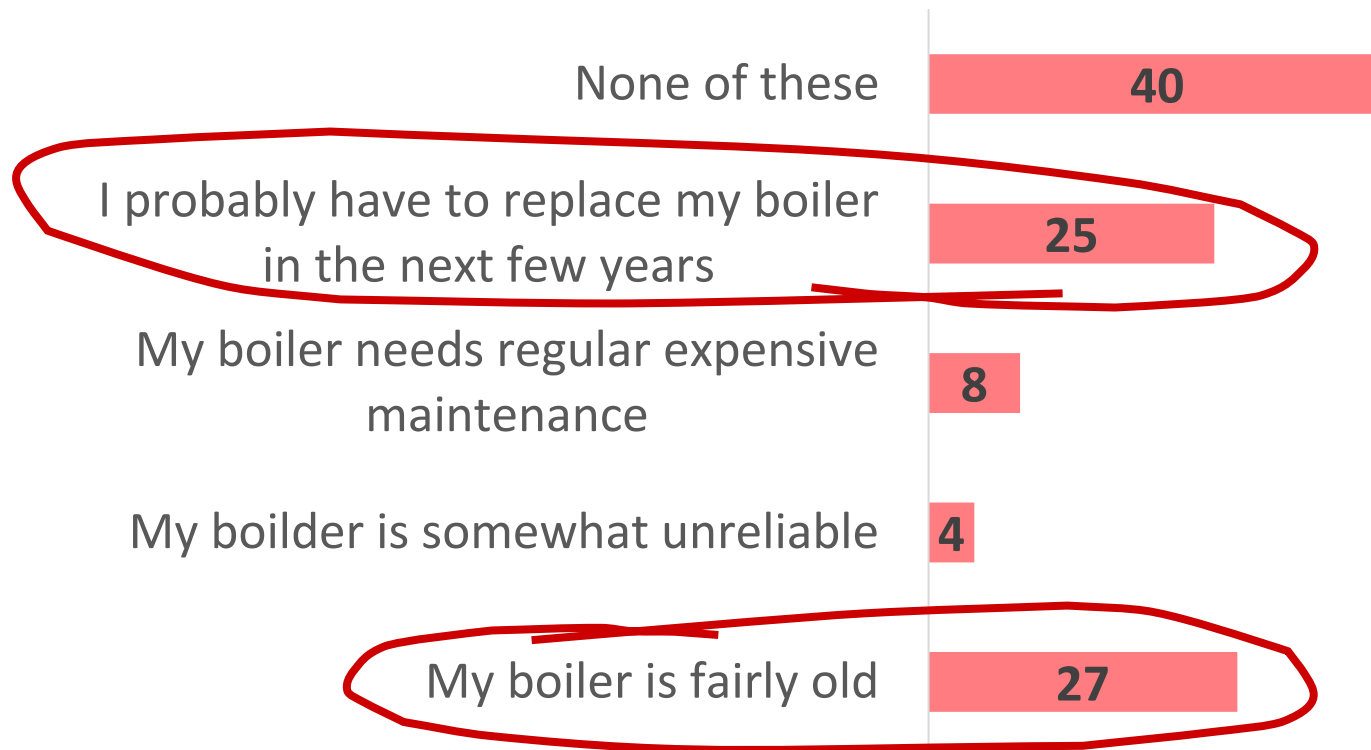 None of these
40
I probably have to replace my boiler
in the next few years
25
My boiler needs regular expensive
maintenance
8
My boilder is somewhat unreliable
4
My boiler is fairly old
27